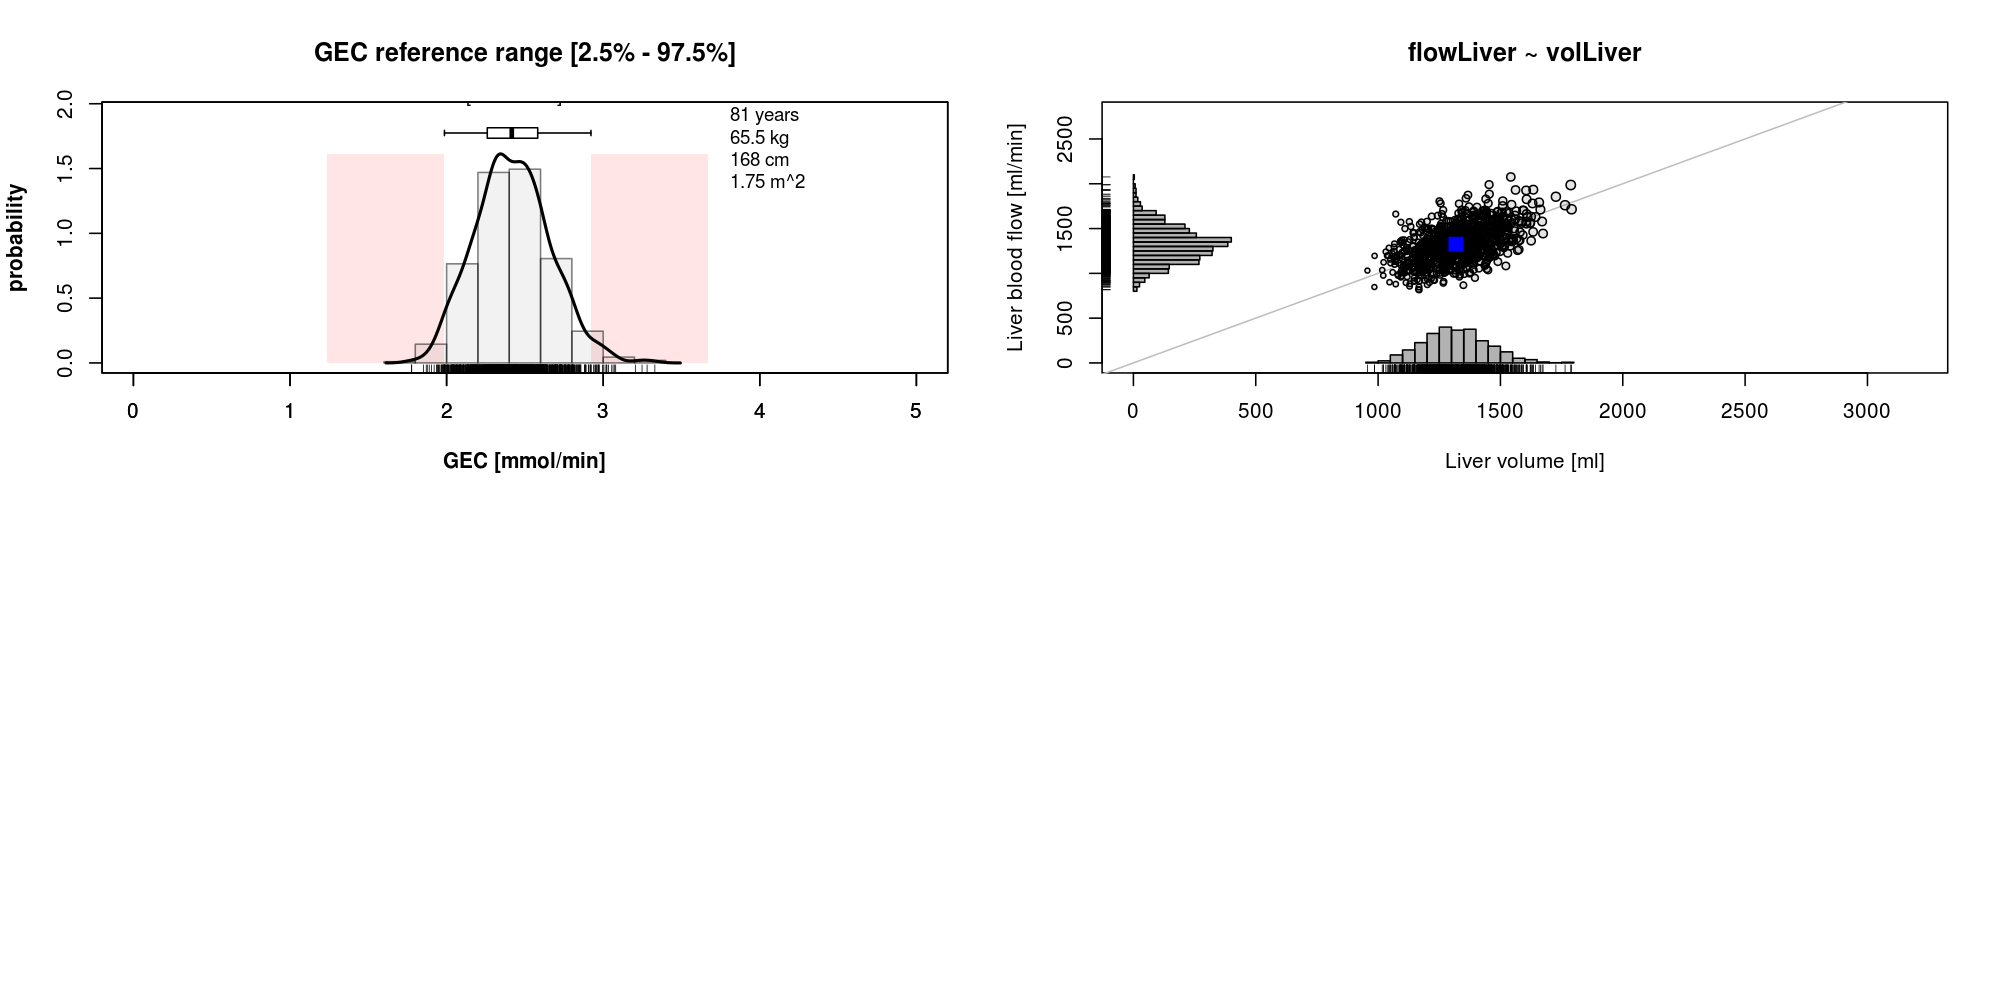 GEC reference range [2.5% - 97.5%]
probability
0.0 0.5 1.0 1.5 2.0
81 years
65.5 kg
168 cm
1.75 m^2
0 1 2 3 4 5
GEC [mmol/min]
flowLiver ~ volLiver
Liver blood flow [ml/min]
0 500 1500 2500
0 500 1000 1500 2000 2500 3000
Liver volume [ml]